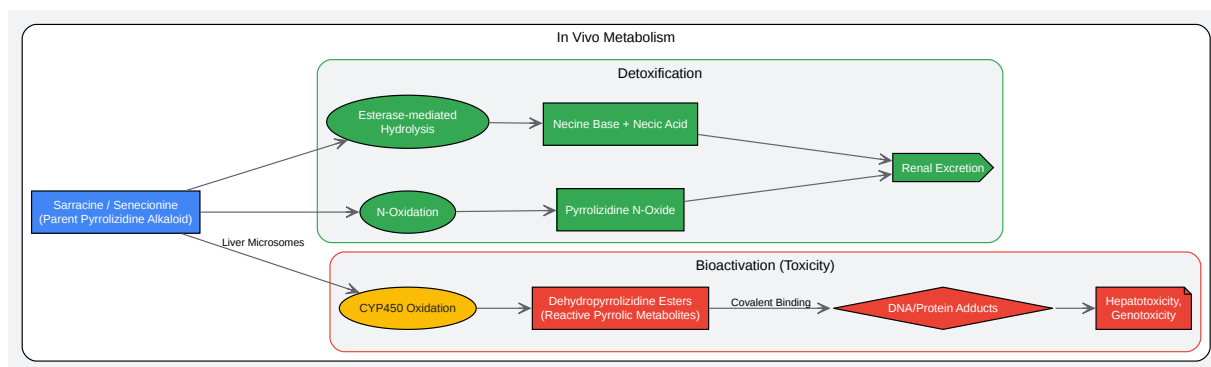 In Vivo Metabolism
Detoxification
Esterase-mediated
Hydrolysis
Necine Base + Necic Acid
Renal Excretion
Sarracine / Senecionine
(Parent Pyrrolizidine Alkaloid)
N-Oxidation
Pyrrolizidine N-Oxide
Liver Microsomes
Bioactivation (Toxicity)
CYP450 Oxidation
Dehydropyrrolizidine Esters
(Reactive Pyrrolic Metabolites)
Covalent Binding
DNA/Protein Adducts
Hepatotoxicity,
Genotoxicity